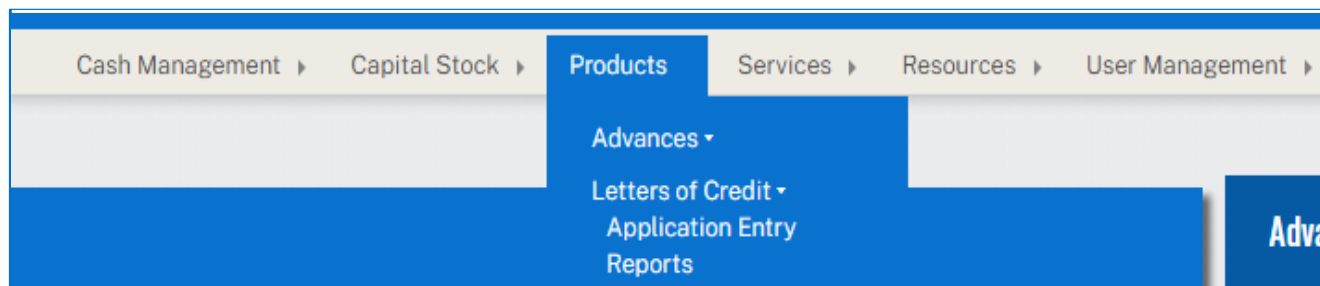 Cash Management Capital Stock Products Services Resources User Management
Advances
Letters of Credit
Application Entry
Reports